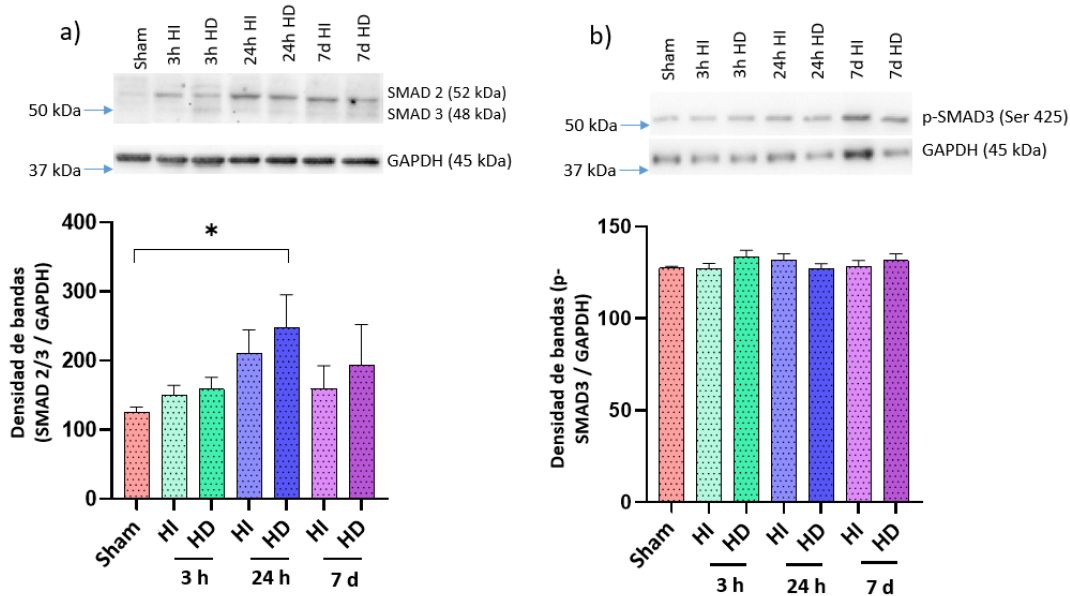 a)
Sham
3h HI
3h HD
24h HI
24h HD
7d HI
7d HD
SMAD 2 (52 kDa)
50 kDa
SMAD 3 (48 kDa)
GAPDH (45 kDa)
37 kDa
400
300
200
100
0
Densidad de bandas
(SMAD 2/3 / GAPDH)
*
Sham
HI
HD
HI
HD
HI
HD
3 h
24 h
7 d
b)
Sham
3h HI
3h HD
24h HI
24h HD
7d HI
7d HD
p-SMAD3 (Ser 425)
50 kDa
GAPDH (45 kDa)
37 kDa
150
100
50
0
Densidad de bandas (p-
SMAD3 / GAPDH)
Sham
HI
HD
HI
HD
HI
HD
3 h
24 h
7 d